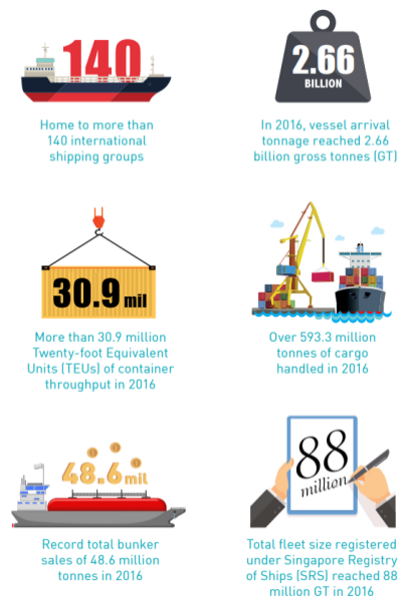 140
Home to more than
140 international
shipping groups
2.66
BILLION
In 2016, vessel arrival
tonnage reached 2.66
billion gross tonnes (GT)
30.9 mil
More than 30.9 million
Twenty-foot Equivalent
Units (TEUs) of container
throughput in 2016
Over 593.3 million
tonnes of cargo
handled in 2016
48.6 mil
Record total bunker
sales of 48.6 million
tonnes in 2016
88
million
Total fleet size registered
under Singapore Registry
of Ships (SRS) reached 88
million GT in 2016